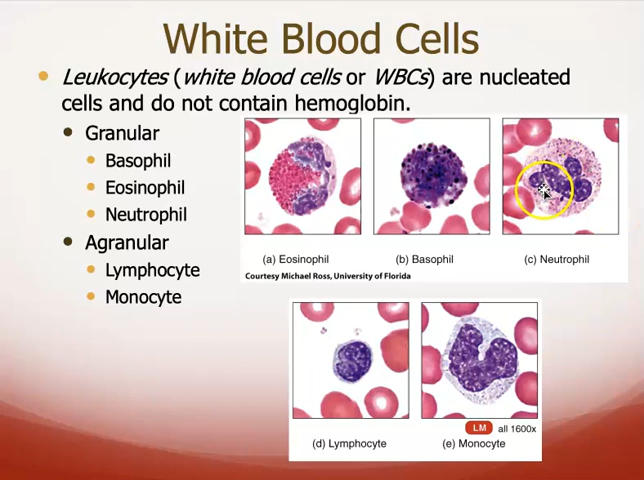 White Blood Cells
Leukocytes (white blood cells or WBCs) are nucleated
cells and do not contain hemoglobin.
Granular
Basophil
Eosinophil
Neutrophil
Agranular
Lymphocyte
Monocyte
(a) Eosinophil
(b) Basophil
(c) Neutrophil
Courtesy Michael Ross, University of Florida
LM all 1600x
(d) Lymphocyte
(e) Monocyte